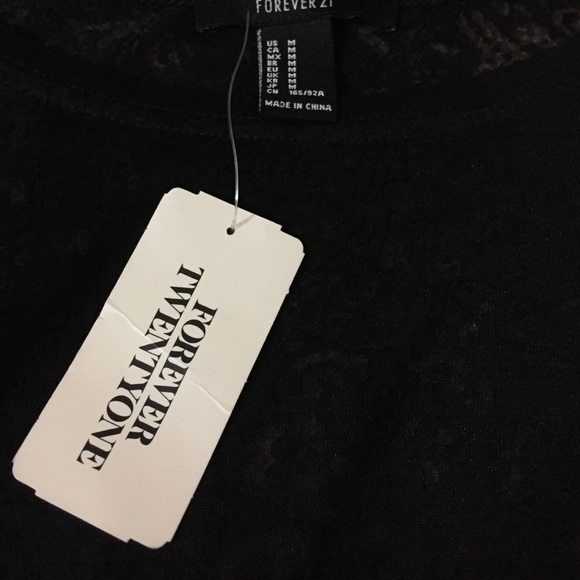 FOREVER 21
US M
CA M
MX M
BR M
EU M
UK M
KR M
JP M
CN 165/92A
MADE IN CHINA
FOREVER
TWENTYONE